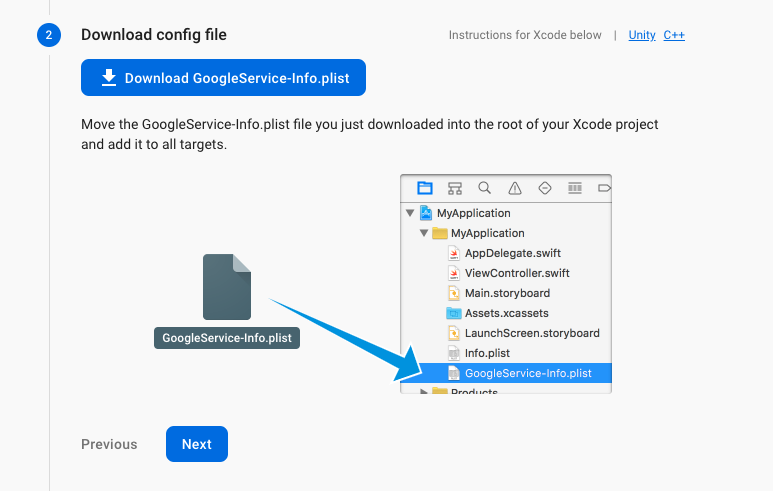 2
Download config file
Instructions for Xcode below | Unity C++
Download GoogleService-Info.plist
Move the GoogleService-Info.plist file you just downloaded into the root of your Xcode project
and add it to all targets.
MyApplication
MyApplication
AppDelegate.swift
ViewController.swift
Main.storyboard
Assets.xcassets
LaunchScreen.storyboard
Info.plist
GoogleService-Info.plist
Products
GoogleService-Info.plist
Previous
Next